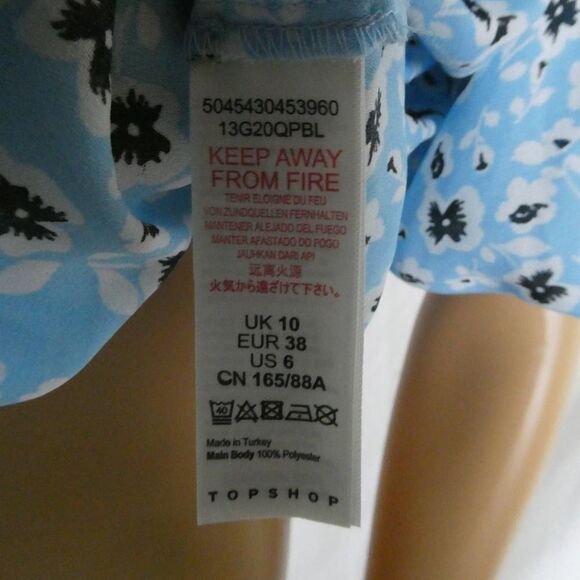 5045430453960
13G20QPBL
KEEP AWAY
FROM FIRE
TENIR ELOIGNE DU FEU
VON ZUNDQUELLEN FERNHALTEN
MANTENER ALEJADO DEL FUEGO
MANTER AFASTADO DO FOGO
JAUHKAN DARI API
远离火源
火気から遠ざけて下さい。
UK 10
EUR 38
US 6
CN 165/88A
40
Made in Turkey
Main Body 100% Polyester
TOPSHOP